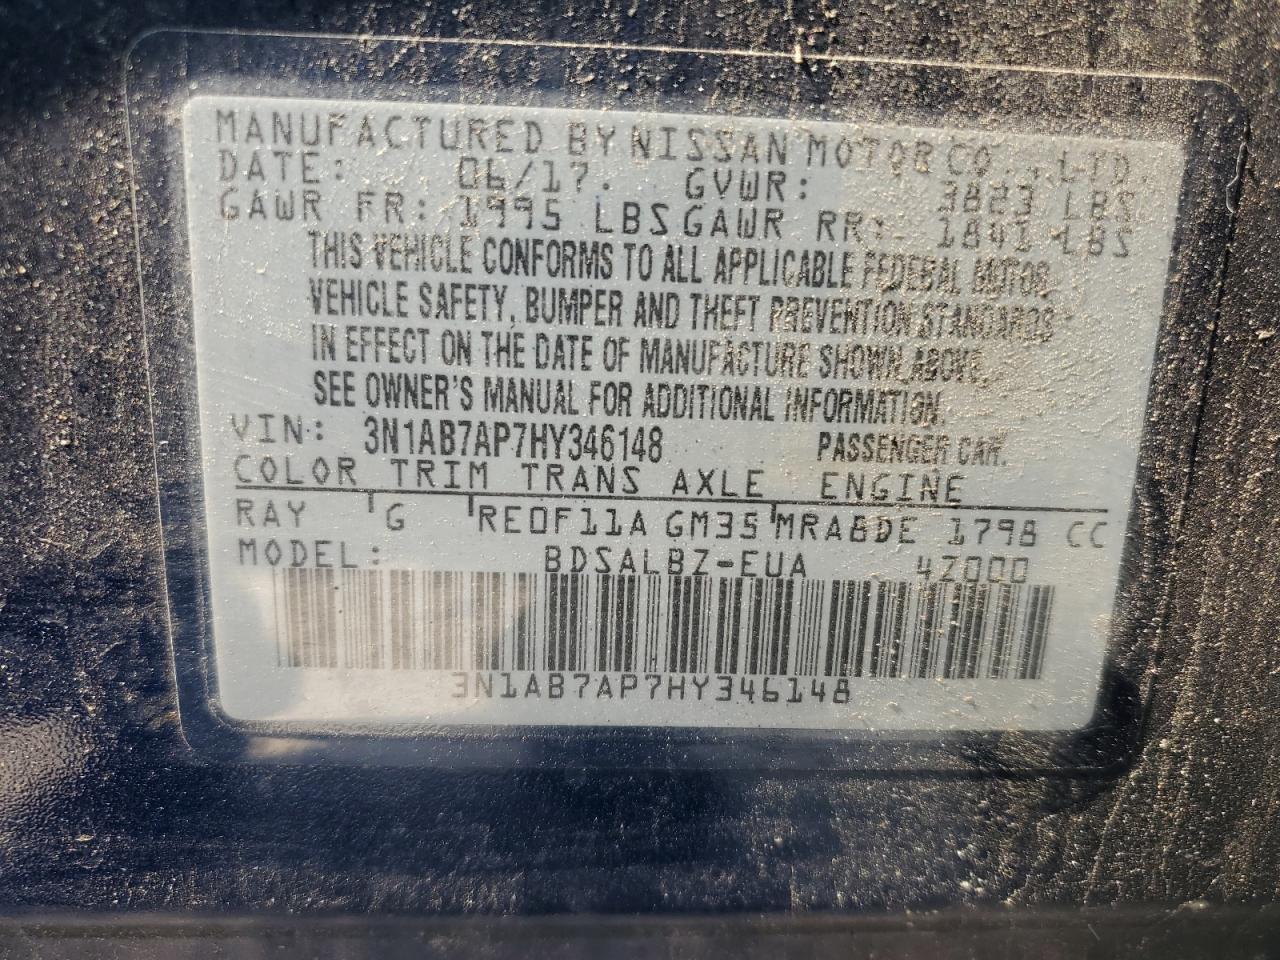 MANUFACTURED BY NISSAN MOTOR CO., LTD.
DATE: 06/17. GVWR: 3823 LBS
GAWR FR: 1995 LBS GAWR RR: 1841 LBS
THIS VEHICLE CONFORMS TO ALL APPLICABLE FEDERAL MOTOR
VEHICLE SAFETY, BUMPER AND THEFT PREVENTION STANDARDS
IN EFFECT ON THE DATE OF MANUFACTURE SHOWN ABOVE.
SEE OWNER'S MANUAL FOR ADDITIONAL INFORMATION.
VIN: 3N1AB7AP7HY346148 PASSENGER CAR.
COLOR TRIM TRANS AXLE ENGINE
RAY G RE0F11A GM35 MRA8DE 1798 CC
MODEL: BDSALBZ-EUA 4Z000
3N1AB7AP7HY346148